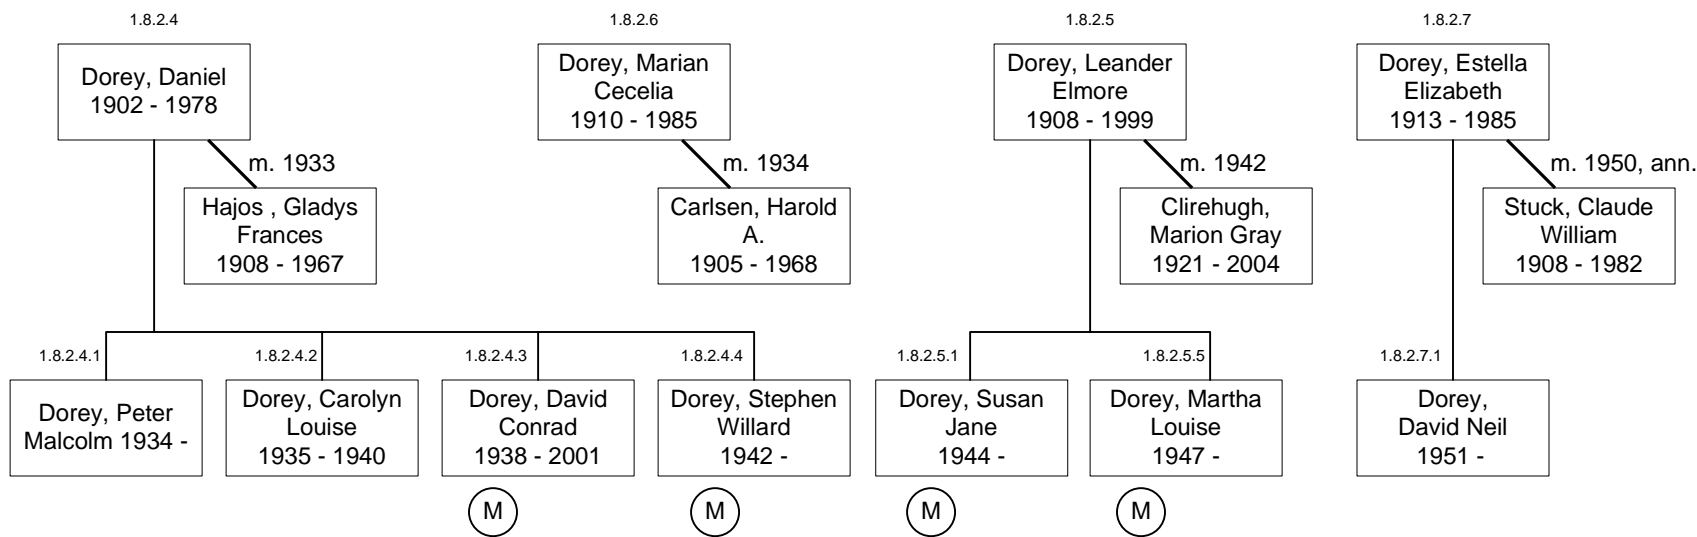 1.8.2.4
1.8.2.6
1.8.2.5
1.8.2.7
Dorey, Daniel
1902 - 1978
Dorey, Marian
Cecelia
1910 - 1985
Dorey, Leander
Elmore
1908 - 1999
Dorey, Estella
Elizabeth
1913 - 1985
m. 1933
m. 1934
m. 1942
m. 1950, ann.
Hajos , Gladys
Frances
1908 - 1967
Carlsen, Harold
A.
1905 - 1968
Clirehugh,
Marion Gray
1921 - 2004
Stuck, Claude
William
1908 - 1982
1.8.2.4.1
1.8.2.4.2
1.8.2.4.3
1.8.2.4.4
1.8.2.5.1
1.8.2.5.5
1.8.2.7.1
Dorey, Peter
Malcolm 1934 -
Dorey, Carolyn
Louise
1935 - 1940
Dorey, David
Conrad
1938 - 2001
Dorey, Stephen
Willard
1942 -
Dorey, Susan
Jane
1944 -
Dorey, Martha
Louise
1947 -
Dorey,
David Neil
1951 -
M
M
M
M